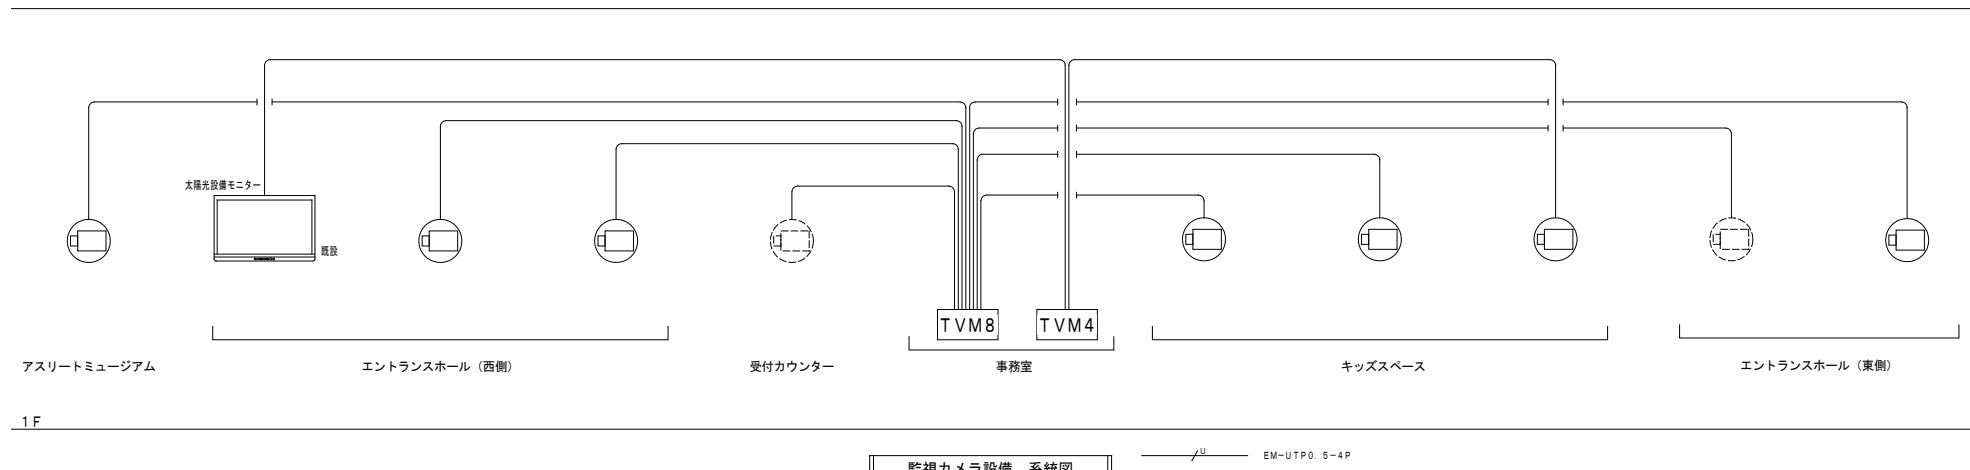 太陽光設備モニター
既設
TVM8
TVM4
アスリートミュージアム
エントランスホール（西側）
受付カウンター
事務室
キッズスペース
エントランスホール（東側）
1F
監視カメラ設備 系統図
U
EM-UTP0.5-4P